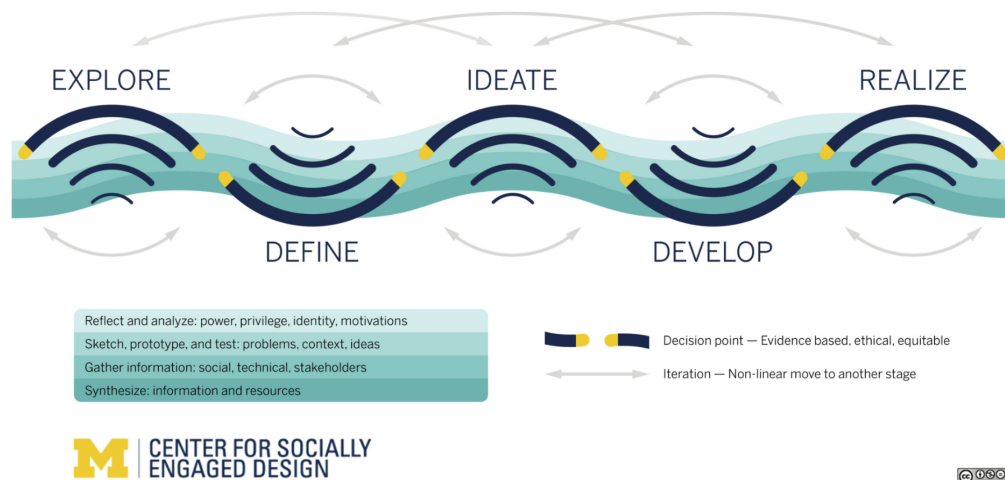 EXPLORE
IDEATE
REALIZE
DEFINE
DEVELOP
Reflect and analyze: power, privilege, identity, motivations
Sketch, prototype, and test: problems, context, ideas
Gather information: social, technical, stakeholders
Synthesize: information and resources
Decision point — Evidence based, ethical, equitable
Iteration — Non-linear move to another stage
M
CENTER FOR SOCIALLY
ENGAGED DESIGN
cc